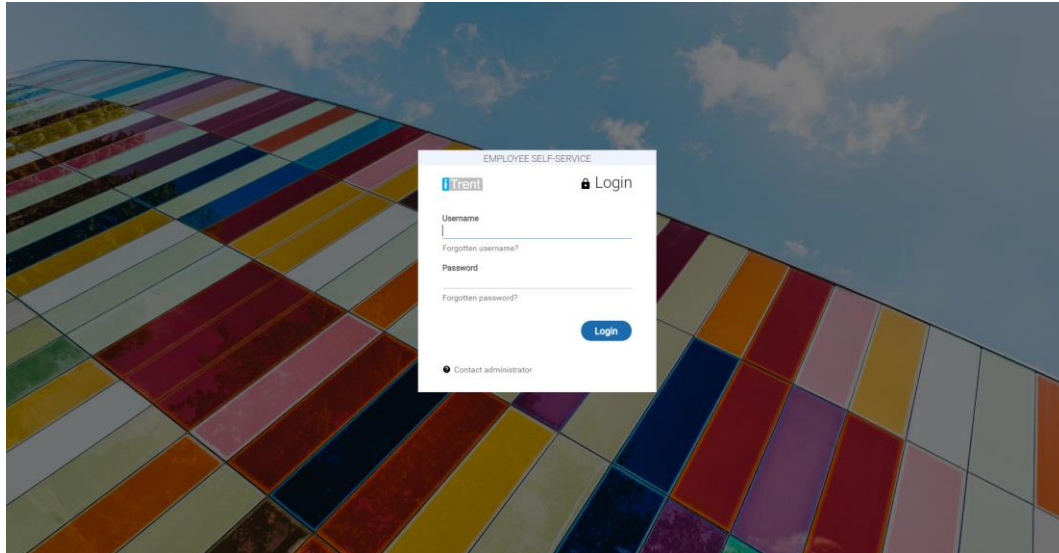 EMPLOYEE SELF-SERVICE
iTrent
Login
Username
Forgotten username?
Password
Forgotten password?
Login
Contact administrator